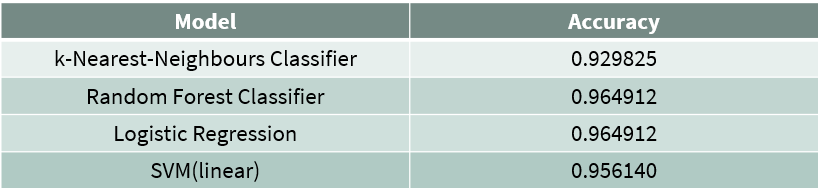 Model Accuracy
k-Nearest-Neighbours Classifier 0.929825
Random Forest Classifier 0.964912
Logistic Regression 0.964912
SVM(linear) 0.956140